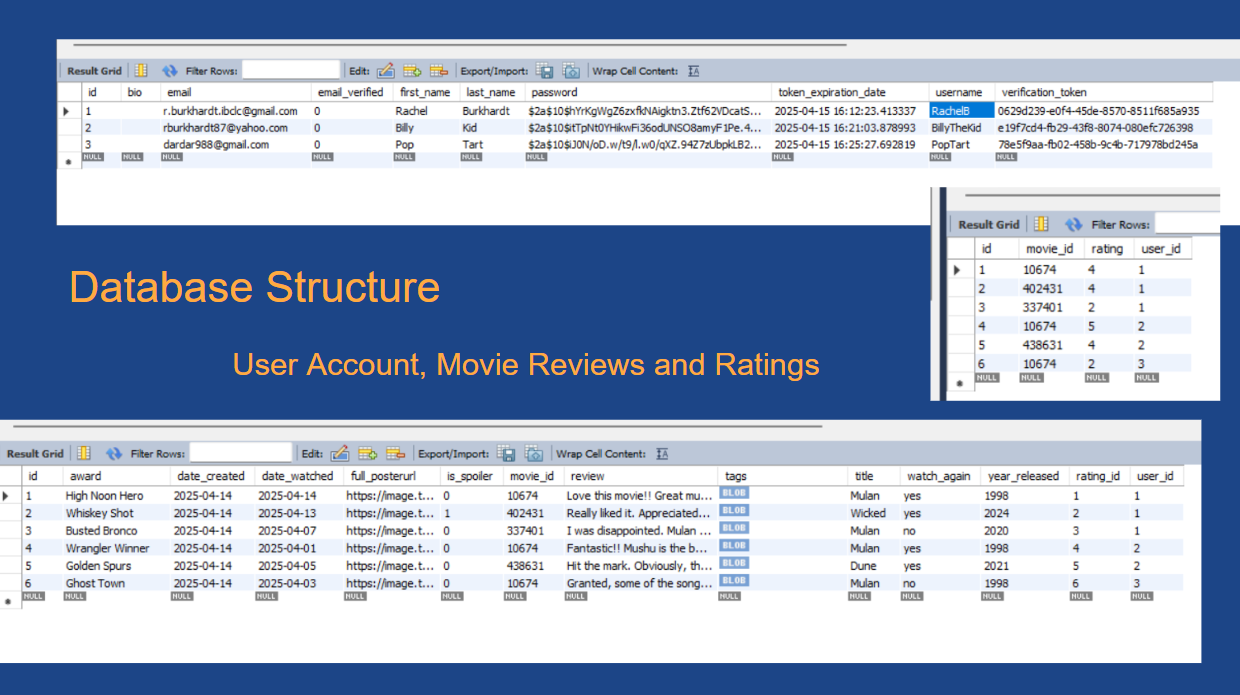 Result Grid Filter Rows: Edit: Export/Import: Wrap Cell Content:
id bio email email_verified first_name last_name password token_expiration_date username verification_token
1 r.burkhardt.ibclc@gmail.com 0 Rachel Burkhardt $2a$10$hYrKgWgZ6zxfkNAigktn3.Ztf62VDcatS... 2025-04-15 16:12:23.413337 RachelB 0629d239-e0f4-45de-8570-8511f685a935
2 rburkhardt87@yahoo.com 0 Billy Kid $2a$10$itTpNt0YHikwFi36odUNSO8amyF1Pe.4... 2025-04-15 16:21:03.878993 BillyTheKid e19f7cd4-fb29-43f8-8074-080efc726398
3 dardar988@gmail.com 0 Pop Tart $2a$10$iJ0N/oD.w/t9/l.w0/qXZ.94Z7zUbpkLB2... 2025-04-15 16:25:27.692819 PopTart 78e5f9aa-fb02-458b-9c4b-717978bd245a
NULL NULL NULL NULL NULL NULL NULL NULL NULL
Result Grid Filter Rows:
id movie_id rating user_id
1 10674 4 1
2 402431 4 1
3 337401 2 1
4 10674 5 2
5 438631 4 2
6 10674 2 3
NULL NULL NULL NULL
Database Structure
User Account, Movie Reviews and Ratings
Result Grid Filter Rows: Edit: Export/Import: Wrap Cell Content:
id award date_created date_watched full_posterurl is_spoiler movie_id review tags title watch_again year_released rating_id user_id
1 High Noon Hero 2025-04-14 2025-04-14 https://image.t... 0 10674 Love this movie!! Great mu... BLOB Mulan yes 1998 1 1
2 Whiskey Shot 2025-04-14 2025-04-13 https://image.t... 1 402431 Really liked it. Appreciated... BLOB Wicked yes 2024 2 1
3 Busted Bronco 2025-04-14 2025-04-07 https://image.t... 0 337401 I was disappointed. Mulan ... BLOB Mulan no 2020 3 1
4 Wrangler Winner 2025-04-14 2025-04-01 https://image.t... 0 10674 Fantastic!! Mushu is the b... BLOB Mulan yes 1998 4 2
5 Golden Spurs 2025-04-14 2025-04-05 https://image.t... 0 438631 Hit the mark. Obviously, th... BLOB Dune yes 2021 5 2
6 Ghost Town 2025-04-14 2025-04-03 https://image.t... 0 10674 Granted, some of the song... BLOB Mulan no 1998 6 3
NULL NULL NULL NULL NULL NULL NULL NULL NULL NULL NULL NULL NULL NULL